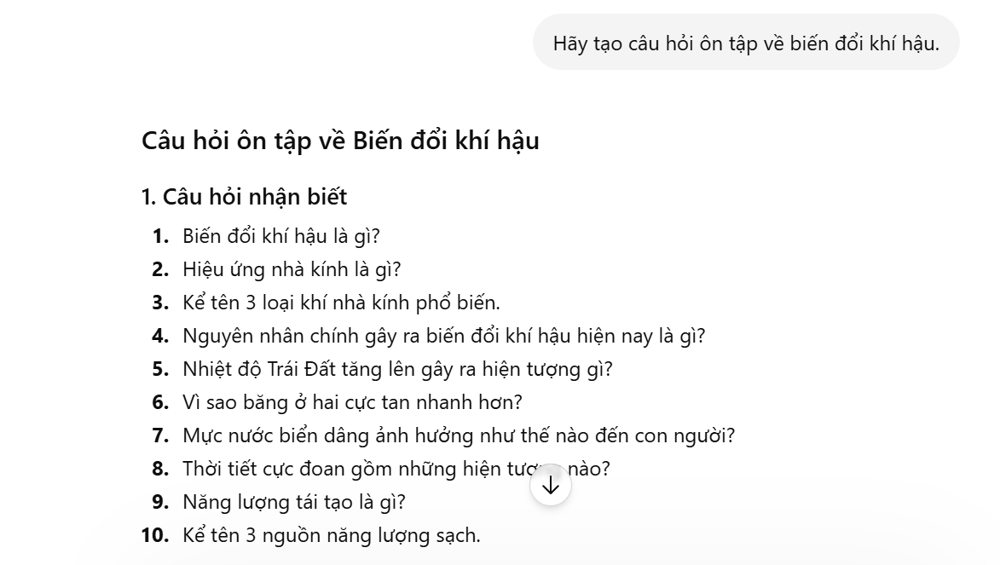 Hãy tạo câu hỏi ôn tập về biến đổi khí hậu.
Câu hỏi ôn tập về Biến đổi khí hậu
1. Câu hỏi nhận biết
1. Biến đổi khí hậu là gì?
2. Hiệu ứng nhà kính là gì?
3. Kể tên 3 loại khí nhà kính phổ biến.
4. Nguyên nhân chính gây ra biến đổi khí hậu hiện nay là gì?
5. Nhiệt độ Trái Đất tăng lên gây ra hiện tượng gì?
6. Vì sao băng ở hai cực tan nhanh hơn?
7. Mực nước biển dâng ảnh hưởng như thế nào đến con người?
8. Thời tiết cực đoan gồm những hiện nào?
9. Năng lượng tái tạo là gì?
10. Kể tên 3 nguồn năng lượng sạch.